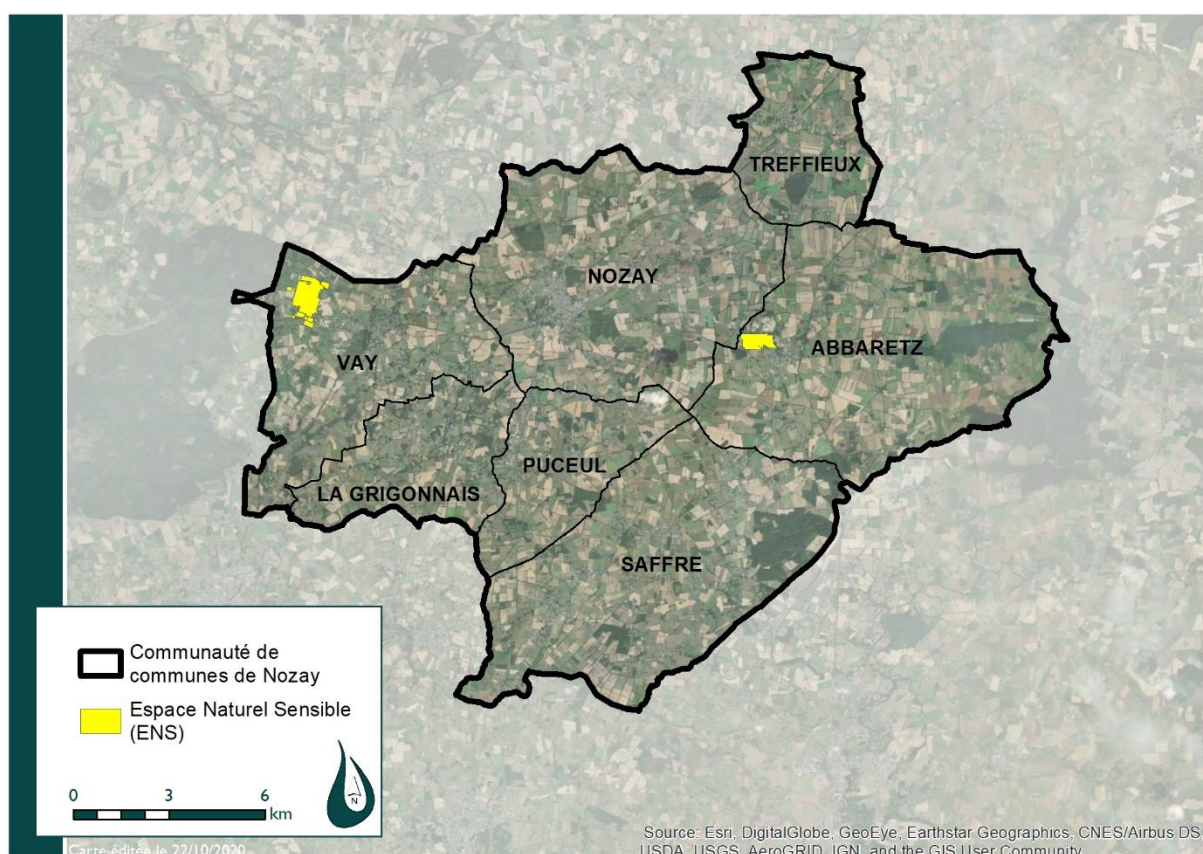 TREFFIEUX
NOZAY
ABBARETZ
VAY
PUCEUL
LA GRIGONNAIS
SAFFRE
Communauté de
communes de Nozay
Espace Naturel Sensible
(ENS)
0 3 6
km
N
Carte éditée le 22/10/2020
Source: Esri, DigitalGlobe, GeoEye, Earthstar Geographics, CNES/Airbus DS,
USDA, USGS, AeroGRID, IGN, and the GIS User Community